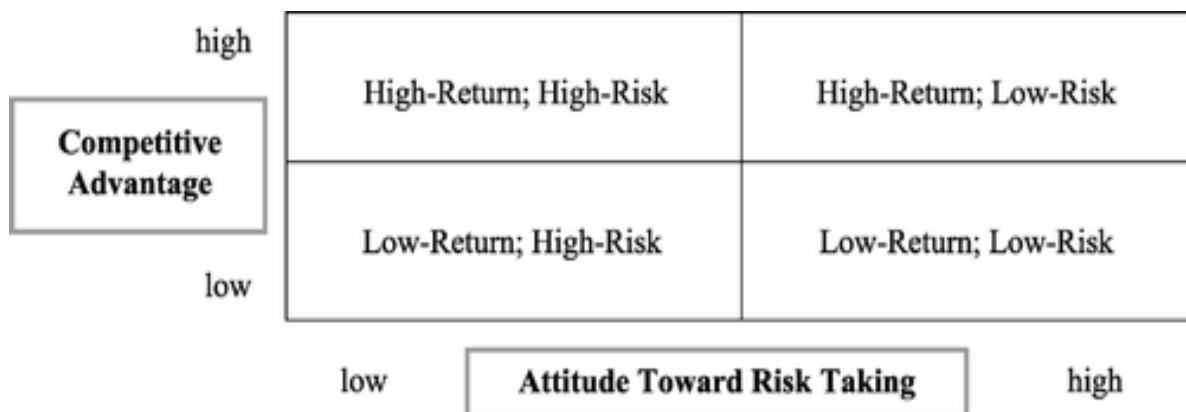 high
High-Return; High-Risk
High-Return; Low-Risk
Competitive
Advantage
Low-Return; High-Risk
Low-Return; Low-Risk
low
low
Attitude Toward Risk Taking
high